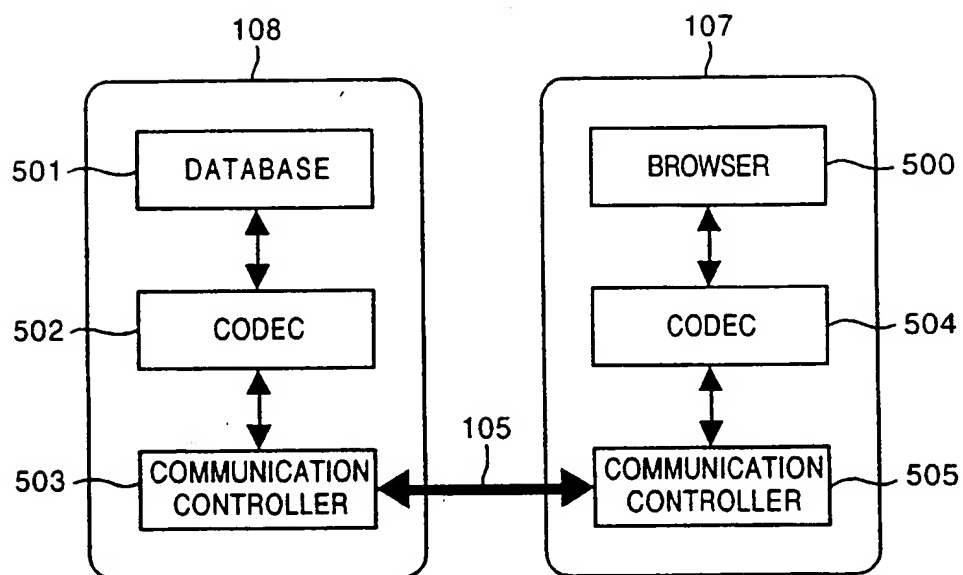 108
107
501
DATABASE
BROWSER
500
502
CODEC
CODEC
504
105
503
COMMUNICATION
CONTROLLER
COMMUNICATION
CONTROLLER
505